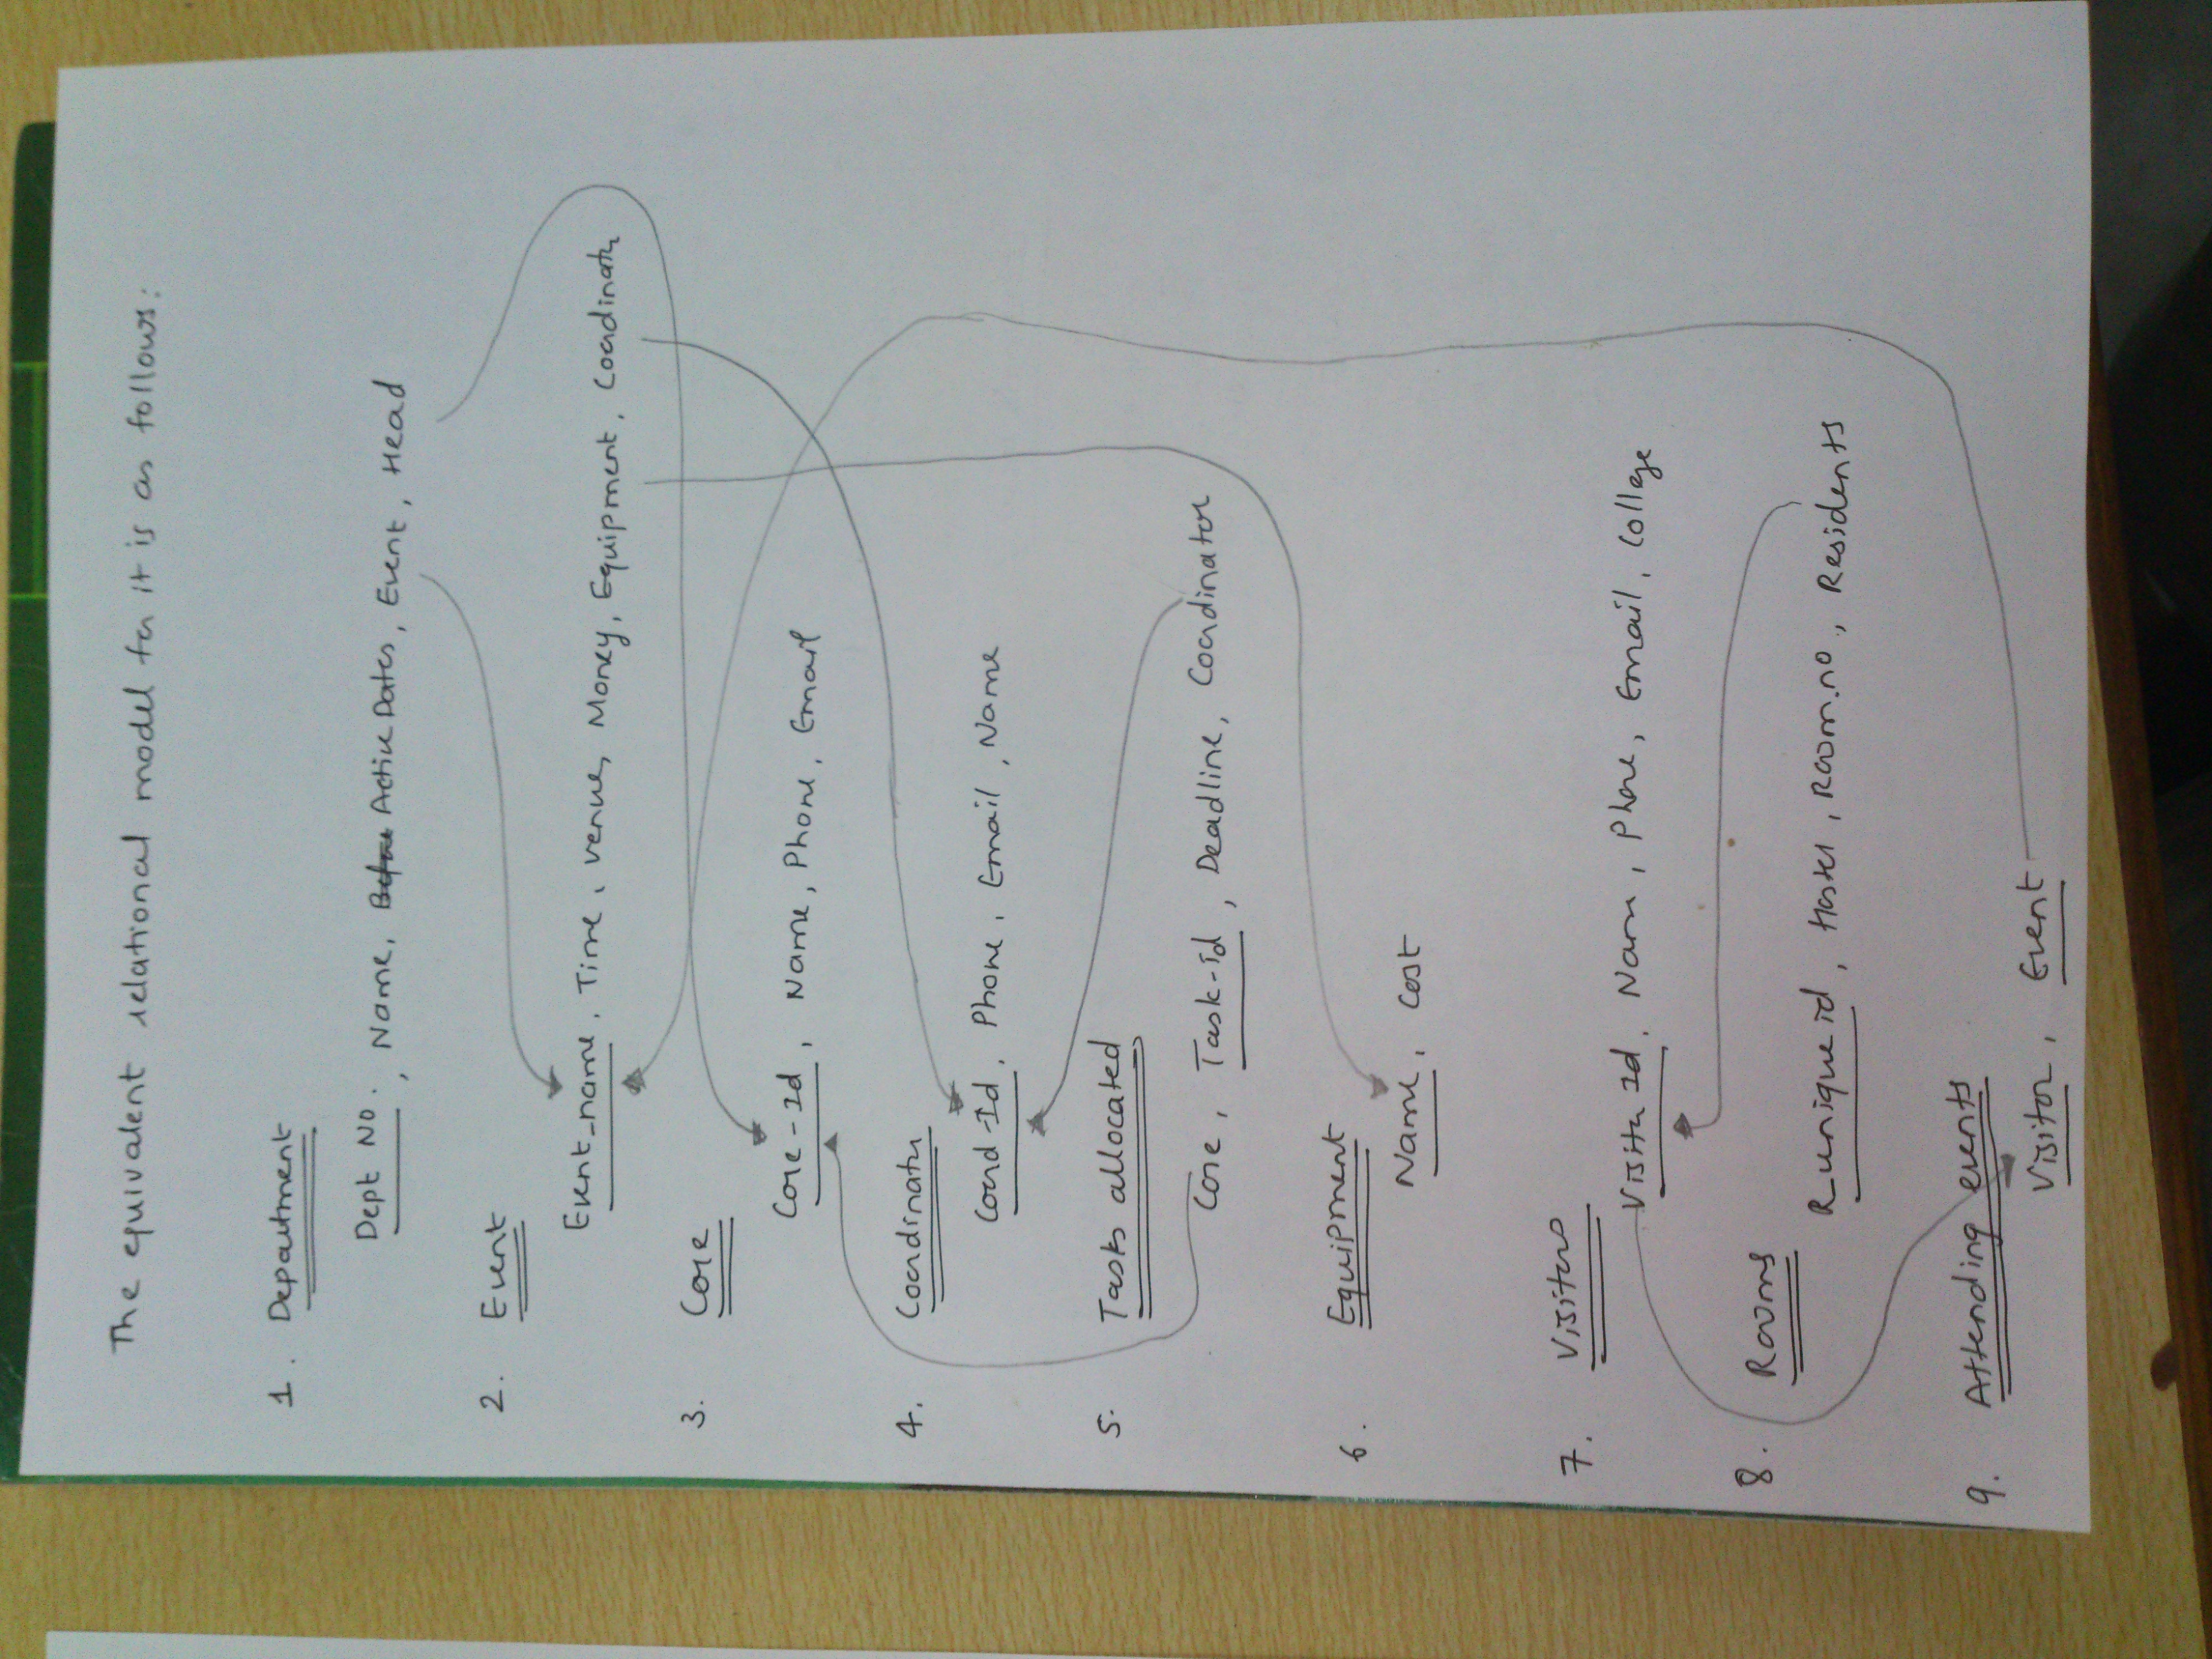 The equivalent relational model for it is as follows:
1. Department
Dept No., Name, Before Active Dates, Event, Head
2. Event
Event_name, Time, venue, Money, Equipment, Coordinator
3. Core
Core-Id, Name, Phone, Email
4. Coordinator
Coord-Id, Phone, Email, Name
5. Tasks allocated
Core, Task-id, Deadline, Coordinator
6. Equipment
Name, Cost
7. Visitors
Visitor Id, Name, Phone, Email, College
8. Rooms
R unique id, Hostel, Room.no, Residents
9. Attending events
Visitor, Event